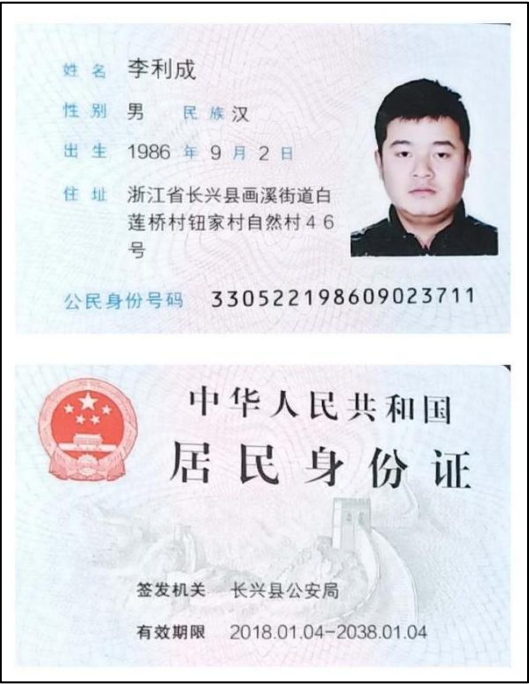 姓名 李利成
性别 男 民族 汉
出生 1986 年 9 月 2 日
住址 浙江省长兴县画溪街道白
莲桥村钮家村自然村46
号
公民身份号码 330522198609023711
中华人民共和国
居民身份证
签发机关 长兴县公安局
有效期限 2018.01.04-2038.01.04